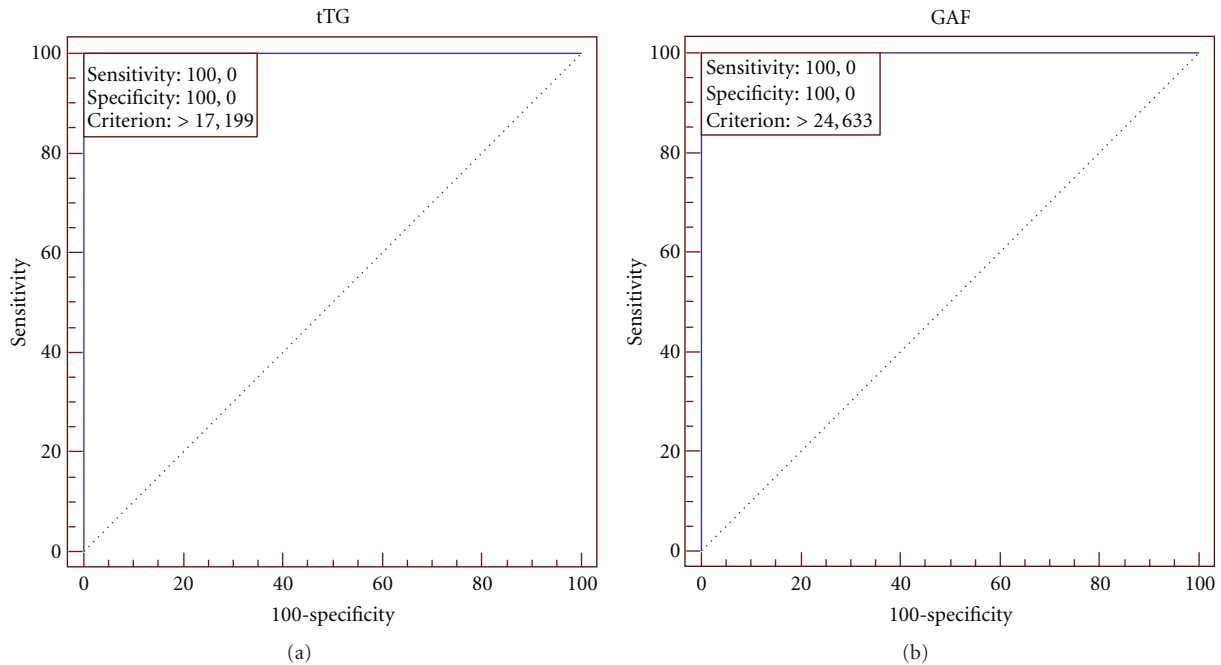 tTG
100
80
60
40
20
0
Sensitivity
Sensitivity: 100, 0
Specificity: 100, 0
Criterion: > 17, 199
0 20 40 60 80 100
100-specificity
(a)
GAF
100
80
60
40
20
0
Sensitivity
Sensitivity: 100, 0
Specificity: 100, 0
Criterion: > 24, 633
0 20 40 60 80 100
100-specificity
(b)